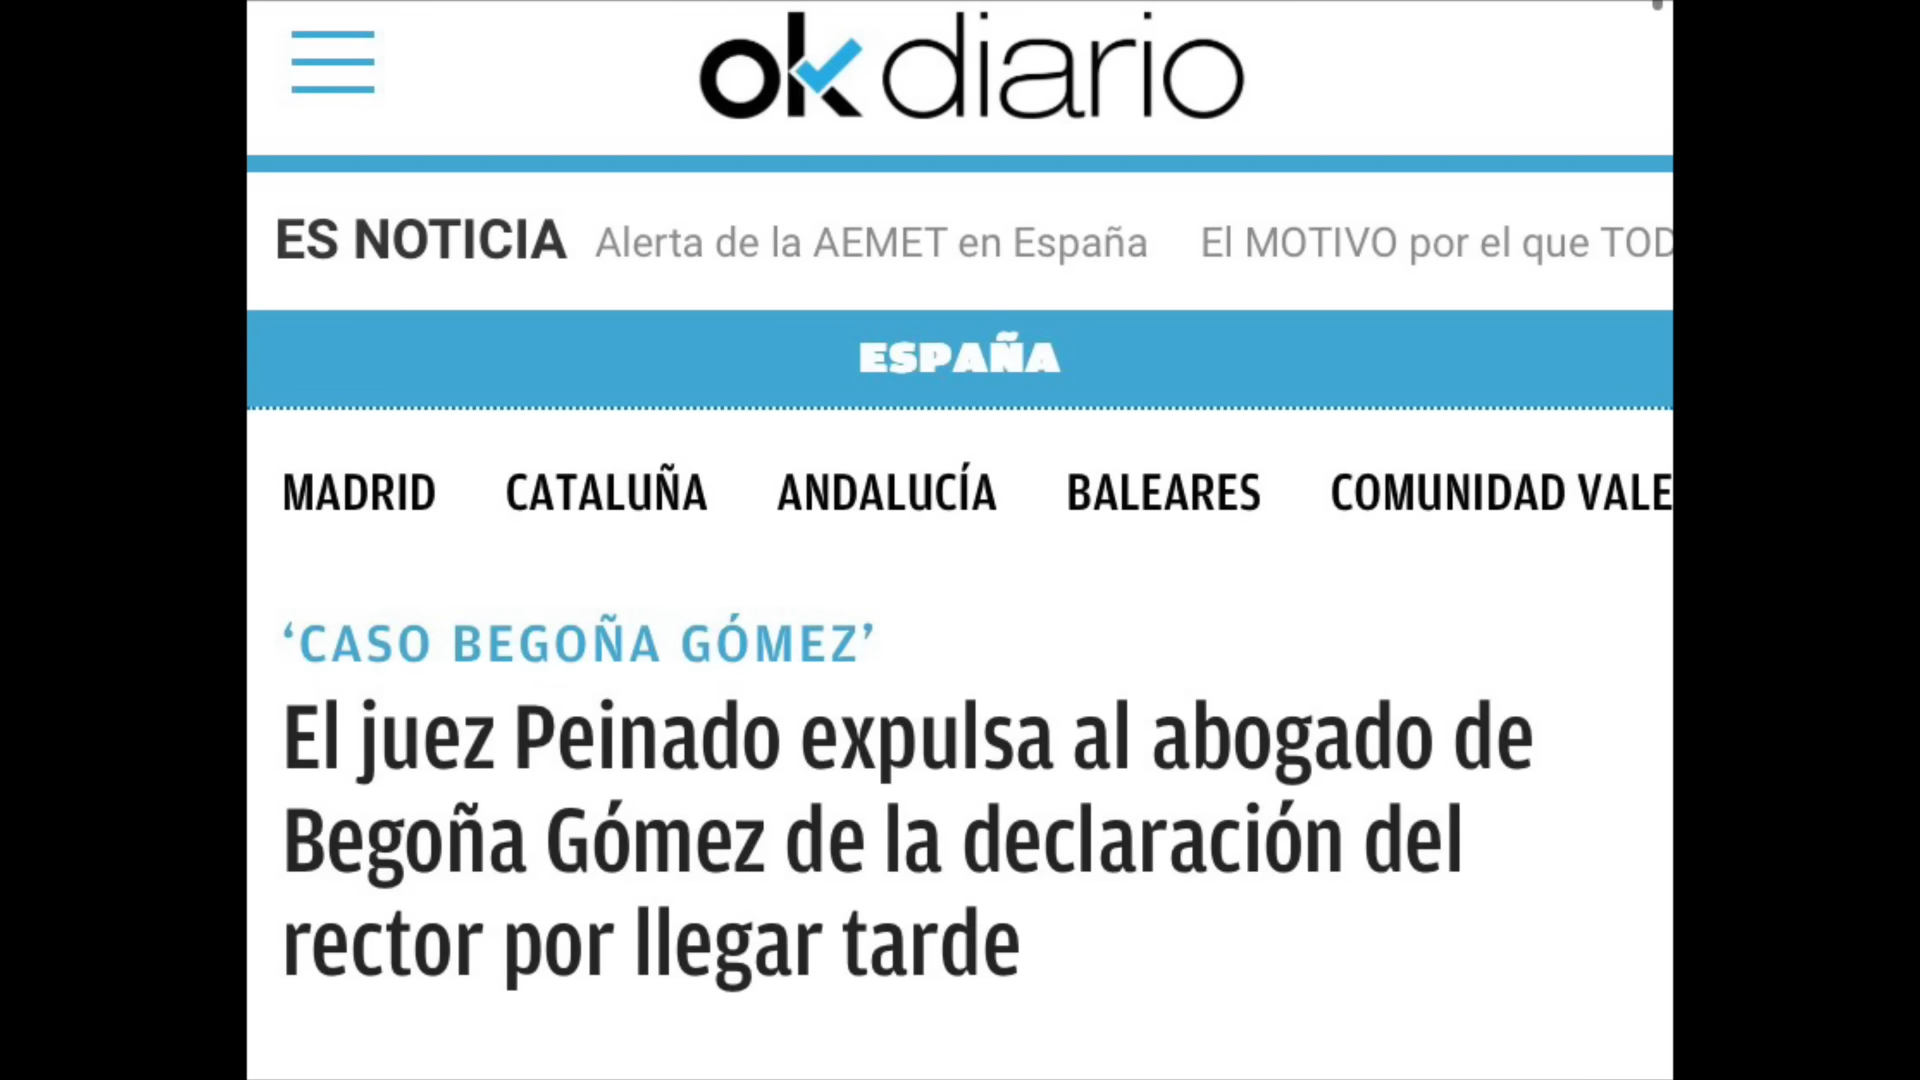 okdiario
ES NOTICIA Alerta de la AEMET en España El MOTIVO por el que TOD
ESPAÑA
MADRID CATALUÑA ANDALUCÍA BALEARES COMUNIDAD VALE
‘CASO BEGOÑA GÓMEZ’
El juez Peinado expulsa al abogado de
Begoña Gómez de la declaración del
rector por llegar tarde